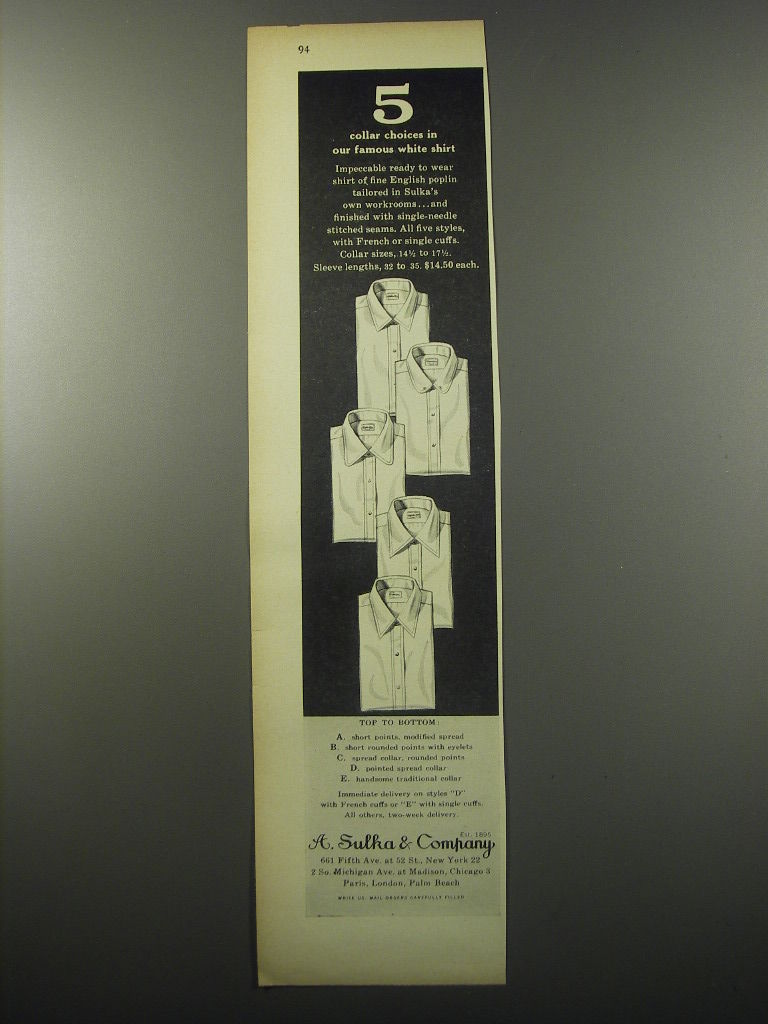 94
5
collar choices in
our famous white shirt
Impeccable ready to wear
shirt of fine English poplin
tailored in Sulka's
own workrooms...and
finished with single-needle
stitched seams. All five styles,
with French or single cuffs.
Collar sizes, 14½ to 17½.
Sleeve lengths, 32 to 35. $14.50 each.
TOP TO BOTTOM:
A. short points, modified spread
B. short rounded points with eyelets
C. spread collar, rounded points
D. pointed spread collar
E. handsome traditional collar
Immediate delivery on styles "D"
with French cuffs or "E" with single cuffs.
All others, two-week delivery.
Est. 1895
A. Sulka & Company
661 Fifth Ave. at 52 St., New York 22
2 So. Michigan Ave. at Madison, Chicago 3
Paris, London, Palm Beach
WRITE US. MAIL ORDERS CAREFULLY FILLED